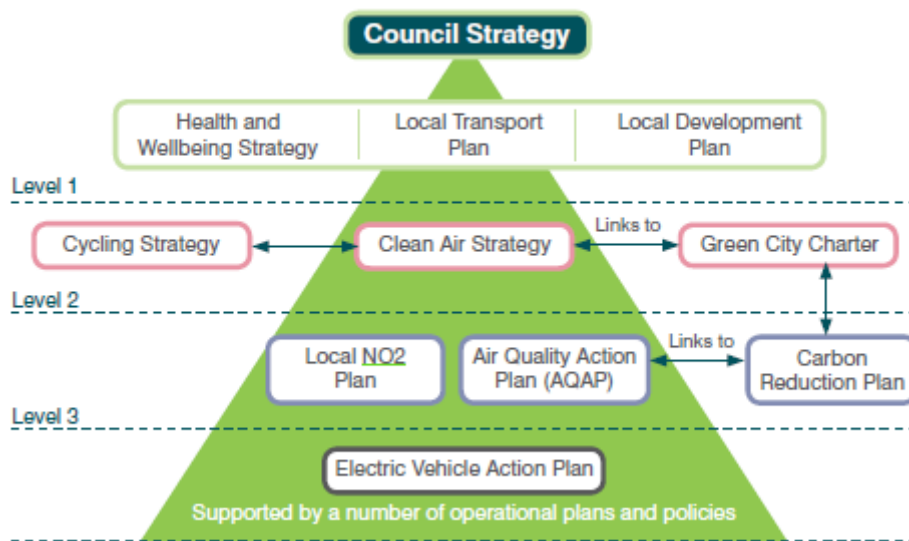 Council Strategy
Health and
Wellbeing Strategy
Local Transport
Plan
Local Development
Plan
Level 1
Cycling Strategy
Clean Air Strategy
Links to
Green City Charter
Level 2
Local NO2
Plan
Air Quality Action
Plan (AQAP)
Links to
Carbon
Reduction Plan
Level 3
Electric Vehicle Action Plan
Supported by a number of operational plans and policies